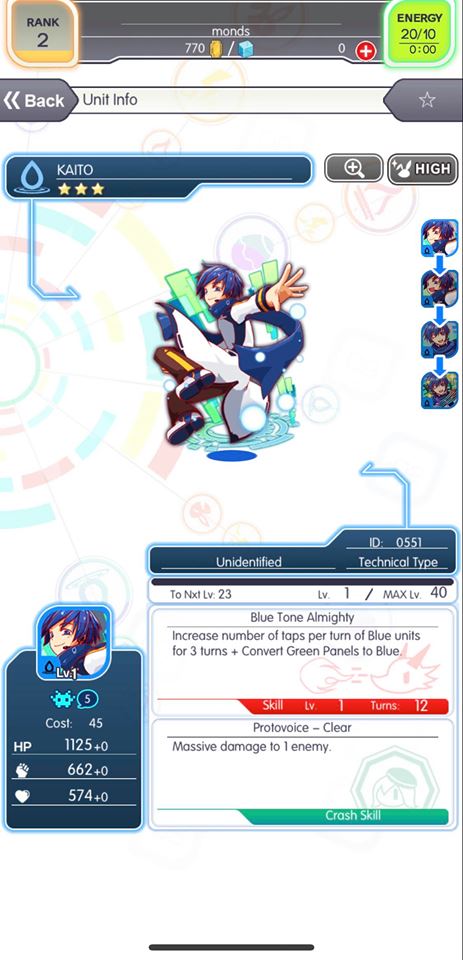 RANK
2
monds
770 / 0
ENERGY
20/10
0:00
Back
Unit Info
KAITO
HIGH
ID: 0551
Unidentified
Technical Type
To Nxt Lv: 23
Lv. 1 / MAX Lv. 40
Blue Tone Almighty
Increase number of taps per turn of Blue units
for 3 turns + Convert Green Panels to Blue.
Skill Lv. 1 Turns: 12
Protovoice – Clear
Massive damage to 1 enemy.
Crash Skill
Lv.1
5
Cost: 45
HP 1125+0
662+0
574+0